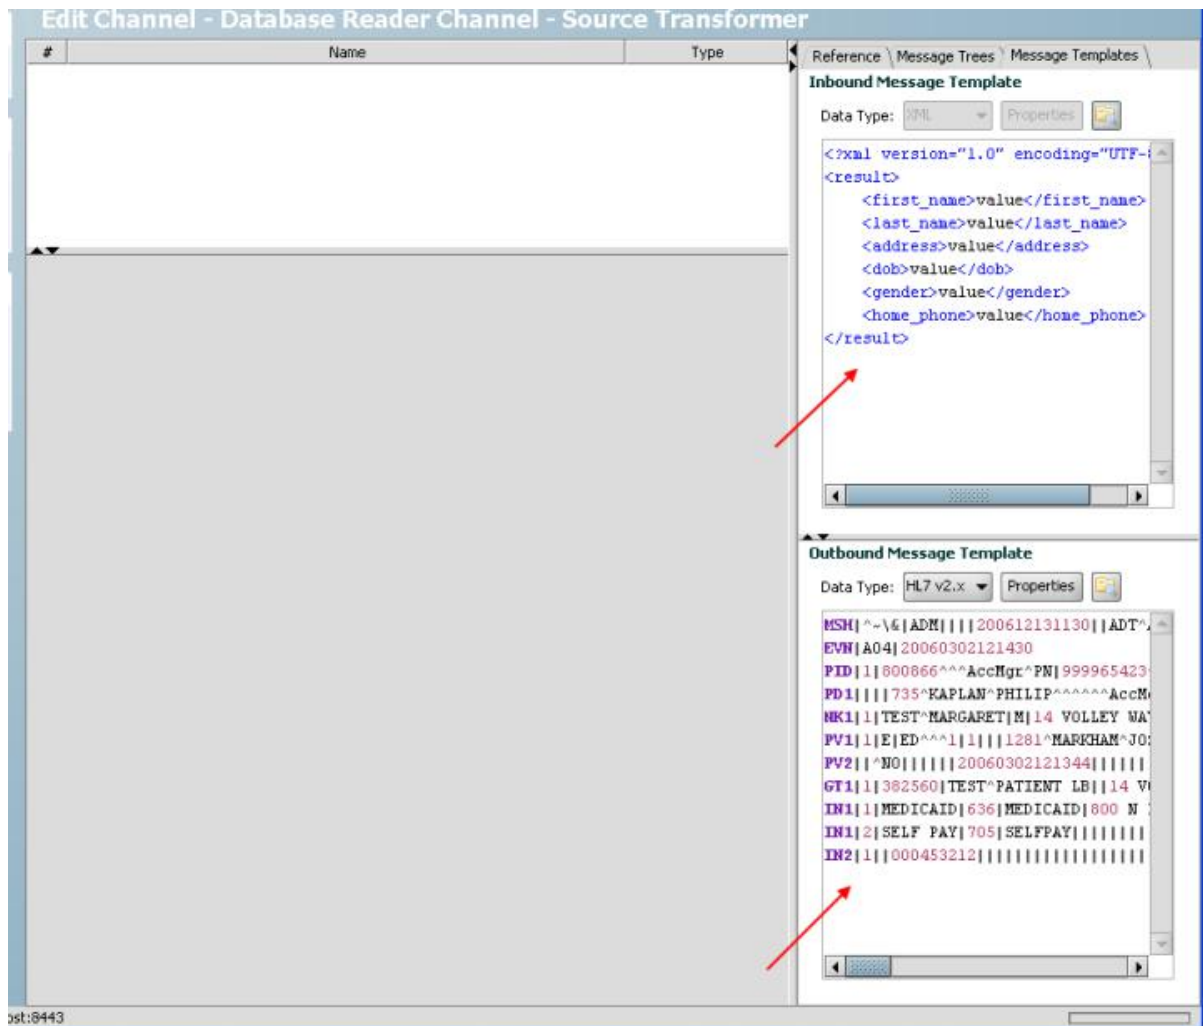 Edit Channel - Database Reader Channel - Source Transformer
# Name Type
Reference Message Trees Message Templates
Inbound Message Template
Data Type: XML Properties
<?xml version="1.0" encoding="UTF-
<result>
<first_name>value</first_name>
<last_name>value</last_name>
<address>value</address>
<dob>value</dob>
<gender>value</gender>
<home_phone>value</home_phone>
</result>
Outbound Message Template
Data Type: HL7 v2.x Properties
MSH|^~\&|ADM||||200612131130||ADT^
EVN|A04|20060302121430
PID|1|800866^^^AccMgr^PN|999965423
PD1||||735^KAPLAN^PHILIP^^^^^^AccM
NK1|1|TEST^MARGARET|M|14 VOLLEY WA
PV1|1|E|ED^^^1|1|||1281^MARKHAM^JO
PV2||^NO||||||20060302121344||||||
GT1|1|382560|TEST^PATIENT LB||14 V
IN1|1|MEDICAID|636|MEDICAID|800 N
IN1|2|SELF PAY|705|SELFPAY||||||||
IN2|1||000453212||||||||||||||||||
ost:8443